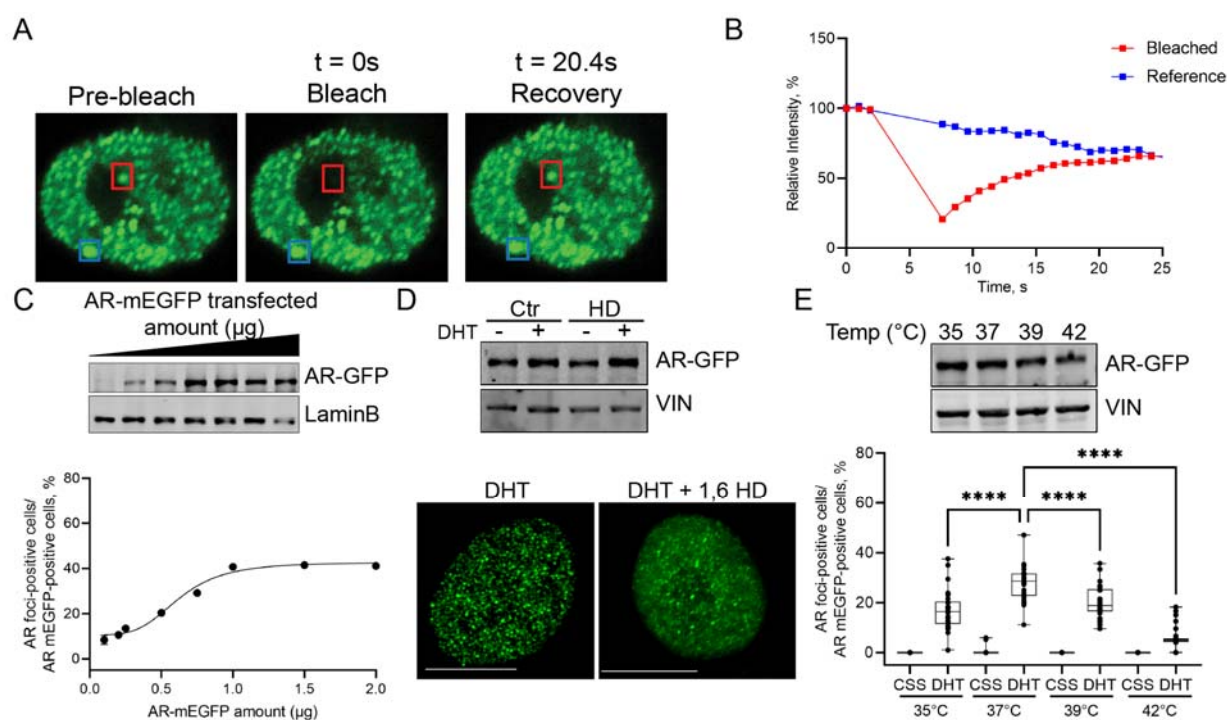 A
Pre-bleach
t = 0s
Bleach
t = 20.4s
Recovery
B
150
100
50
0
Relative Intensity, %
0 5 10 15 20 25
Time, s
Bleached
Reference
C
AR-mEGFP transfected
amount (µg)
AR-GFP
LaminB
80
60
40
20
0
AR foci-positive cells/
AR mEGFP-positive cells, %
0.0 0.5 1.0 1.5 2.0
AR-mEGFP amount (µg)
D
Ctr HD
DHT - + - +
AR-GFP
VIN
DHT
DHT + 1,6 HD
E
Temp (°C) 35 37 39 42
AR-GFP
VIN
80
60
40
20
0
AR foci-positive cells/
AR mEGFP-positive cells, %
**** **** ****
CSS DHT CSS DHT CSS DHT CSS DHT
35°C 37°C 39°C 42°C